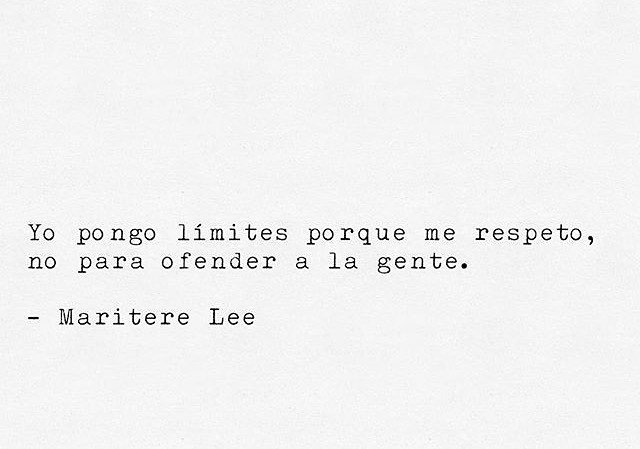 Yo pongo límites porque me respeto,
no para ofender a la gente.
- Maritere Lee